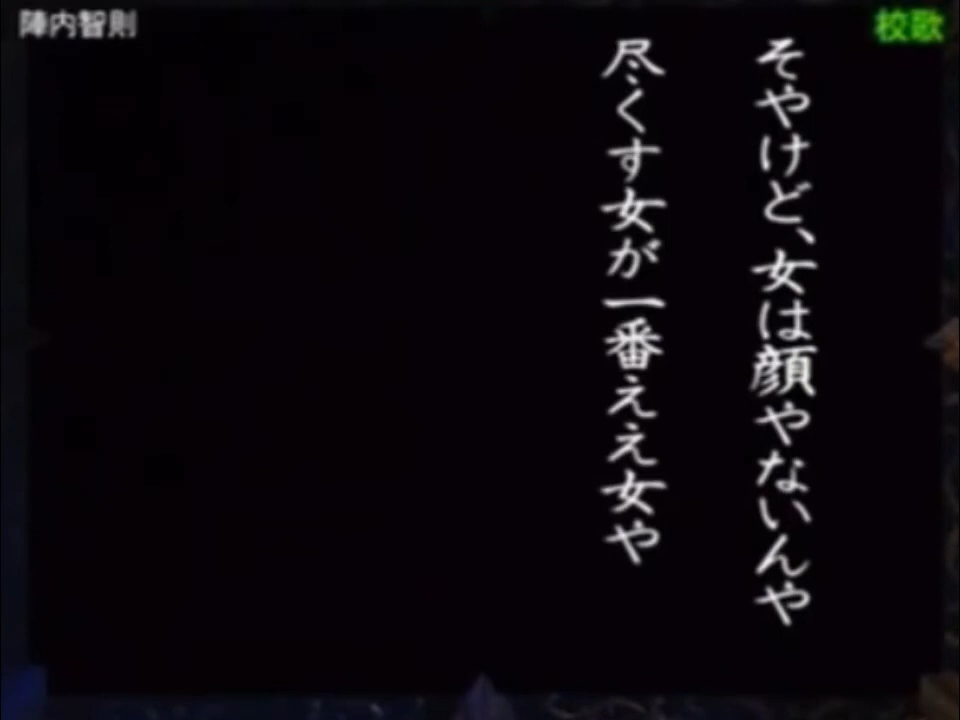 陣内智則
校歌
そやけど、女は顔やないんや
尽くす女が一番ええ女や